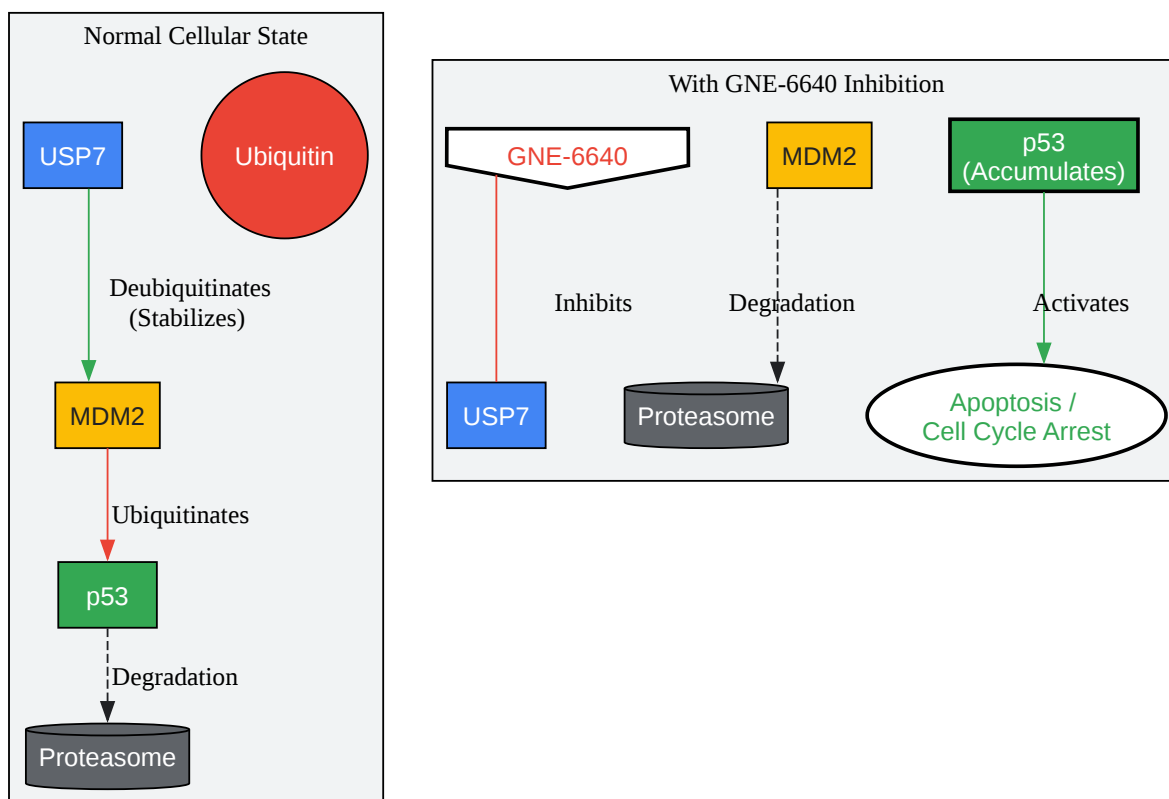 Normal Cellular State
USP7
Ubiquitin
Deubiquitinates
(Stabilizes)
MDM2
Ubiquitinates
p53
Degradation
Proteasome
With GNE-6640 Inhibition
GNE-6640
MDM2
p53
(Accumulates)
Inhibits
Degradation
Activates
USP7
Proteasome
Apoptosis /
Cell Cycle Arrest